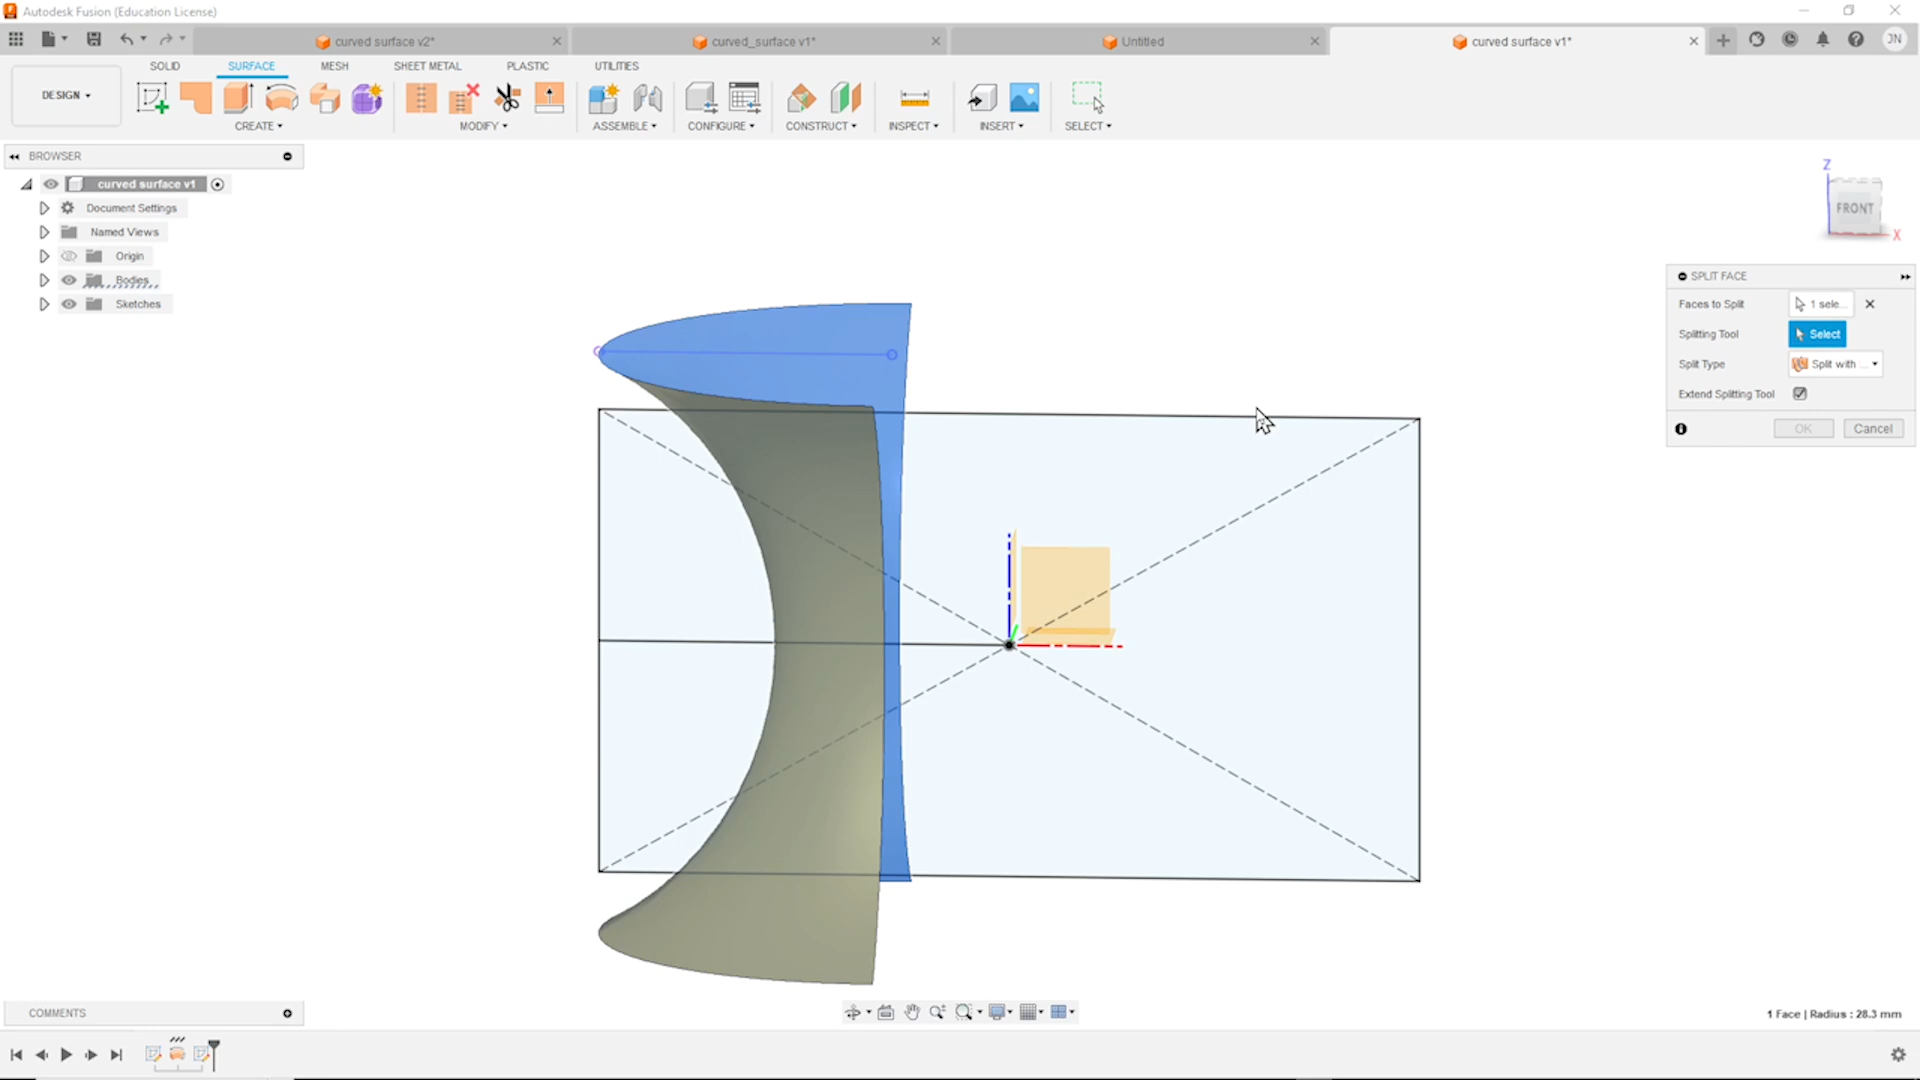 Autodesk Fusion (Education License)
curved surface v2*
curved_surface v1*
Untitled
curved surface v1*
JN
SOLID
SURFACE
MESH
SHEET METAL
PLASTIC
UTILITIES
DESIGN
CREATE
MODIFY
ASSEMBLE
CONFIGURE
CONSTRUCT
INSPECT
INSERT
SELECT
BROWSER
curved surface v1
Document Settings
Named Views
Origin
Bodies
Sketches
Z
FRONT
X
SPLIT FACE
Faces to Split
1 sele...
Splitting Tool
Select
Split Type
Split with ...
Extend Splitting Tool
OK
Cancel
COMMENTS
1 Face | Radius : 28.3 mm